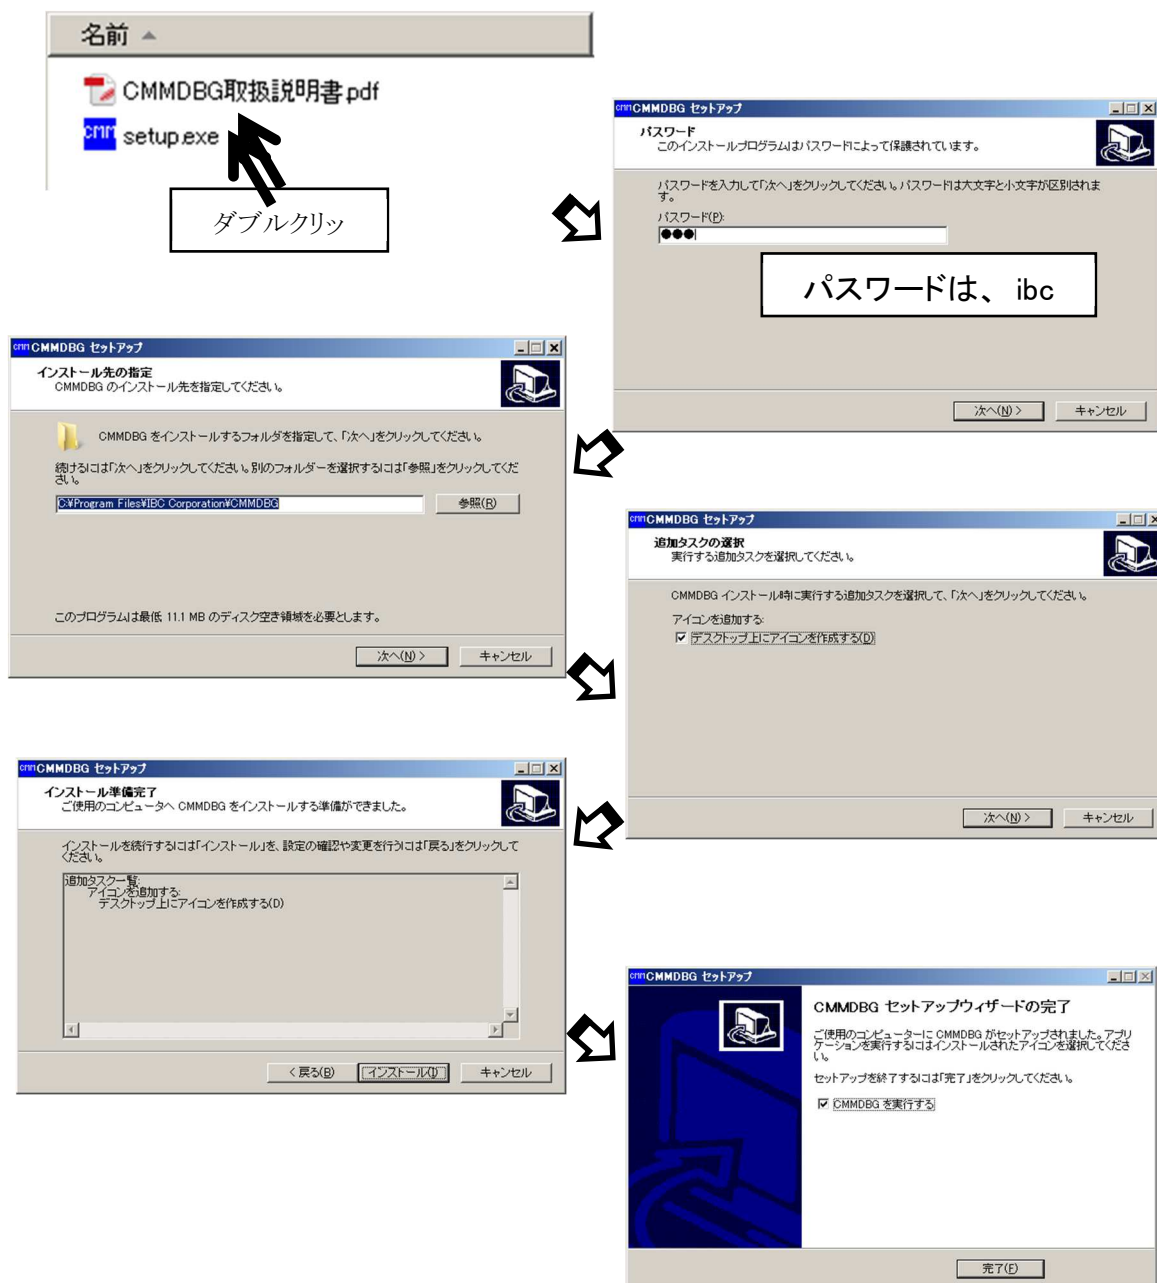 名前
CMMDBG取扱説明書.pdf
cmm setup.exe
ダブルクリッ
cmm CMMDBG セットアップ
パスワード
このインストールプログラムはパスワードによって保護されています。
パスワードを入力して「次へ」をクリックしてください。パスワードは大文字と小文字が区別されま
す。
パスワード(P):
●●●
パスワードは、 ibc
次へ(N) >
キャンセル
cmm CMMDBG セットアップ
インストール先の指定
CMMDBG のインストール先を指定してください。
CMMDBG をインストールするフォルダを指定して、「次へ」をクリックしてください。
続けるには「次へ」をクリックしてください。別のフォルダーを選択するには「参照」をクリックしてくだ
さい。
C:¥Program Files¥IBC Corporation¥CMMDBG
参照(R)
このプログラムは最低 11.1 MB のディスク空き領域を必要とします。
次へ(N) >
キャンセル
cmm CMMDBG セットアップ
追加タスクの選択
実行する追加タスクを選択してください。
CMMDBG インストール時に実行する追加タスクを選択して、「次へ」をクリックしてください。
アイコンを追加する:
デスクトップ上にアイコンを作成する(D)
次へ(N) >
キャンセル
cmm CMMDBG セットアップ
インストール準備完了
ご使用のコンピュータへ CMMDBG をインストールする準備ができました。
インストールを続行するには「インストール」を、設定の確認や変更を行うには「戻る」をクリックして
ください。
追加タスク一覧:
アイコンを追加する:
デスクトップ上にアイコンを作成する(D)
< 戻る(B)
インストール(I)
キャンセル
cmm CMMDBG セットアップ
CMMDBG セットアップウィザードの完了
ご使用のコンピューターに CMMDBG がセットアップされました。アプリ
ケーションを実行するにはインストールされたアイコンを選択してくださ
い。
セットアップを終了するには「完了」をクリックしてください。
CMMDBG を実行する
完了(F)